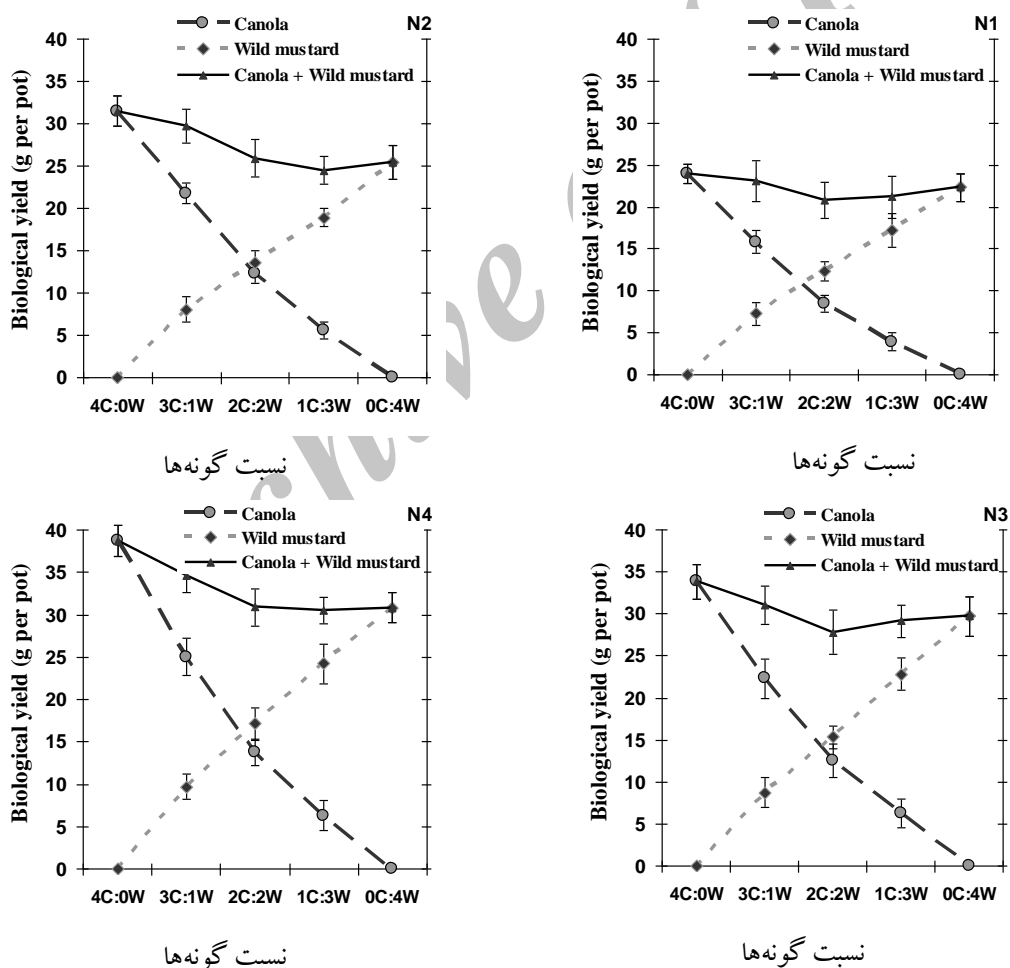 Canola
Wild mustard
Canola + Wild mustard
N2
40
35
30
25
20
15
10
5
0
Biological yield (g per pot)
4C:0W 3C:1W 2C:2W 1C:3W 0C:4W
نسبت گونه‌ها
Canola
Wild mustard
Canola + Wild mustard
N1
40
35
30
25
20
15
10
5
0
Biological yield (g per pot)
4C:0W 3C:1W 2C:2W 1C:3W 0C:4W
نسبت گونه‌ها
Canola
Wild mustard
Canola + Wild mustard
N4
40
35
30
25
20
15
10
5
0
Biological yield (g per pot)
4C:0W 3C:1W 2C:2W 1C:3W 0C:4W
نسبت گونه‌ها
Canola
Wild mustard
Canola + Wild mustard
N3
40
35
30
25
20
15
10
5
0
Biological yield (g per pot)
4C:0W 3C:1W 2C:2W 1C:3W 0C:4W
نسبت گونه‌ها